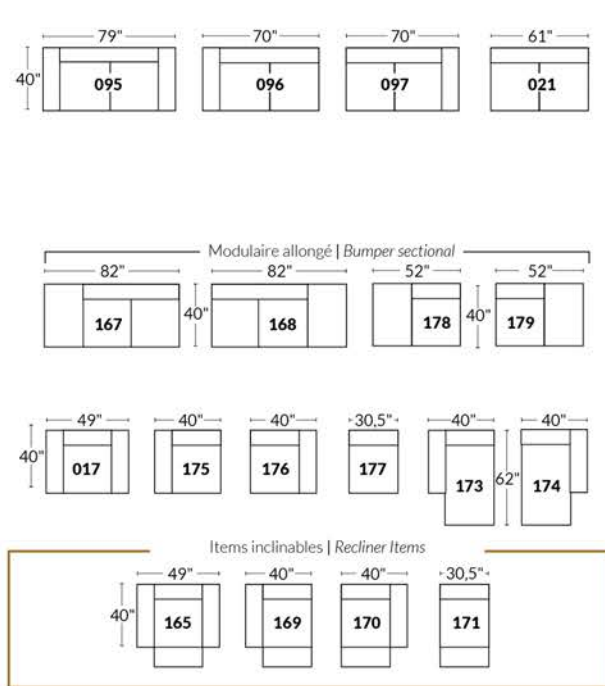 79" 70" 70" 61"
40" 095 096 097 021
Modulaire allongé | Bumper sectional
82" 82" 52" 52"
167 40" 168 178 40" 179
49" 40" 40" 30,5" 40" 40"
40" 017 175 176 177 173 62" 174
Items inclinables | Recliner Items
49" 40" 40" 30,5"
40" 165 169 170 171